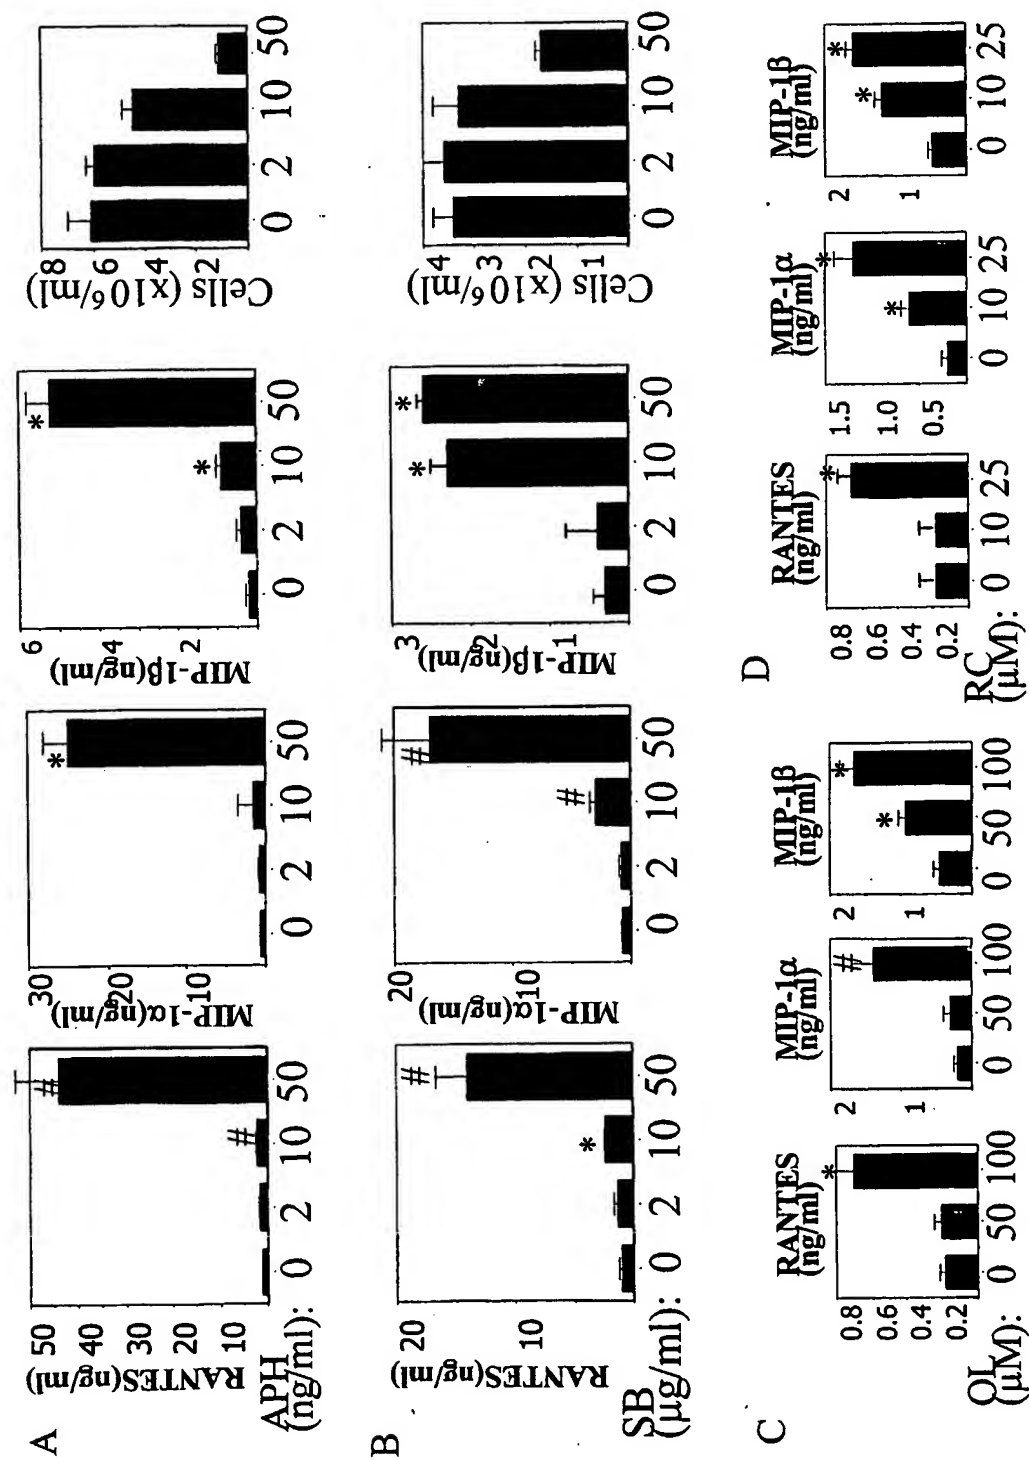 A
RANTES(ng/ml)
50
40
30
20
10
#
#
0 2 10 50
APH
(ng/ml):
MIP-1α(ng/ml)
30
20
10
*
0 2 10 50
MIP-1β(ng/ml)
6
4
2
*
*
0 2 10 50
Cells (x10⁶/ml)
8
6
4
2
0 2 10 50
B
RANTES(ng/ml)
20
10
*
#
0 2 10 50
SB
(μg/ml):
MIP-1α(ng/ml)
20
10
#
#
0 2 10 50
MIP-1β(ng/ml)
3
2
1
*
*
0 2 10 50
Cells (x10⁶/ml)
4
3
2
1
0 2 10 50
C
RANTES
(ng/ml)
0.8
0.6
0.4
0.2
*
0 50 100
OL
(μM):
MIP-1α
(ng/ml)
2
1
#
0 50 100
MIP-1β
(ng/ml)
2
1
*
*
0 50 100
D
RANTES
(ng/ml)
0.8
0.6
0.4
0.2
*
0 10 25
RC
(μM):
MIP-1α
(ng/ml)
1.5
1.0
0.5
*
*
0 10 25
MIP-1β
(ng/ml)
2
1
*
*
0 10 25